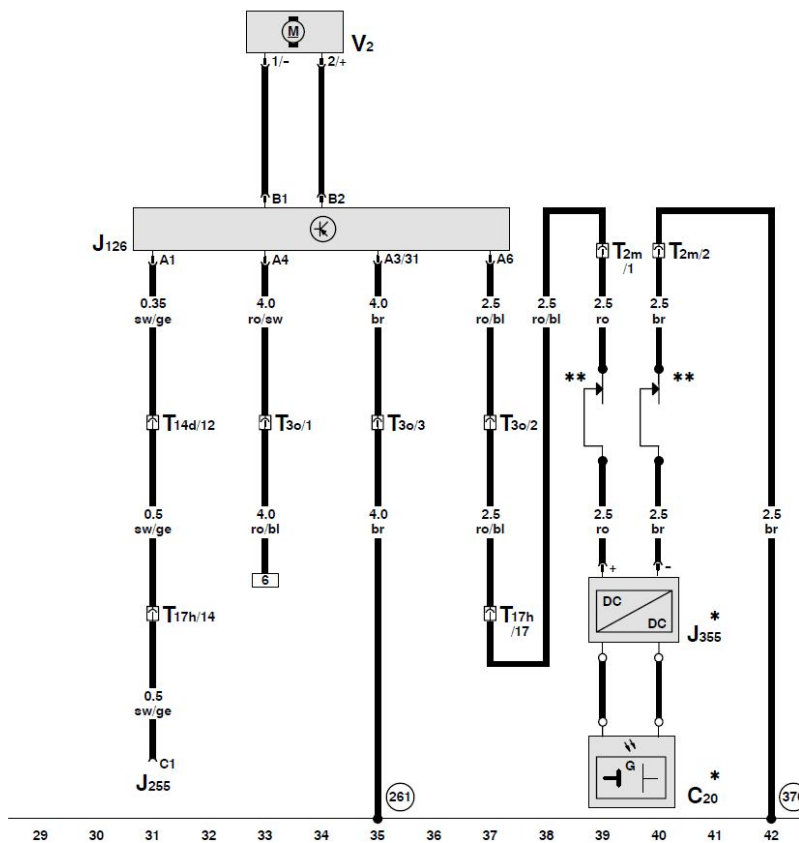 M
V2
1/- 2/+
B1 B2
J126
A1 A4 A3/31 A6
T2m/1 T2m/2
0.35 4.0 4.0 2.5 2.5 2.5 2.5
sw/ge ro/sw br ro/bl ro/bl ro br
** **
T14d/12 T3o/1 T3o/3 T3o/2
0.5 4.0 4.0 2.5 2.5 2.5 2.5
sw/ge ro/bl br ro/bl ro br br
6
+ -
DC
DC
J355 *
T17h/14 T17h/17
0.5
sw/ge
C1
J255
G
C20 *
261
29 30 31 32 33 34 35 36 37 38 39 40 41 42